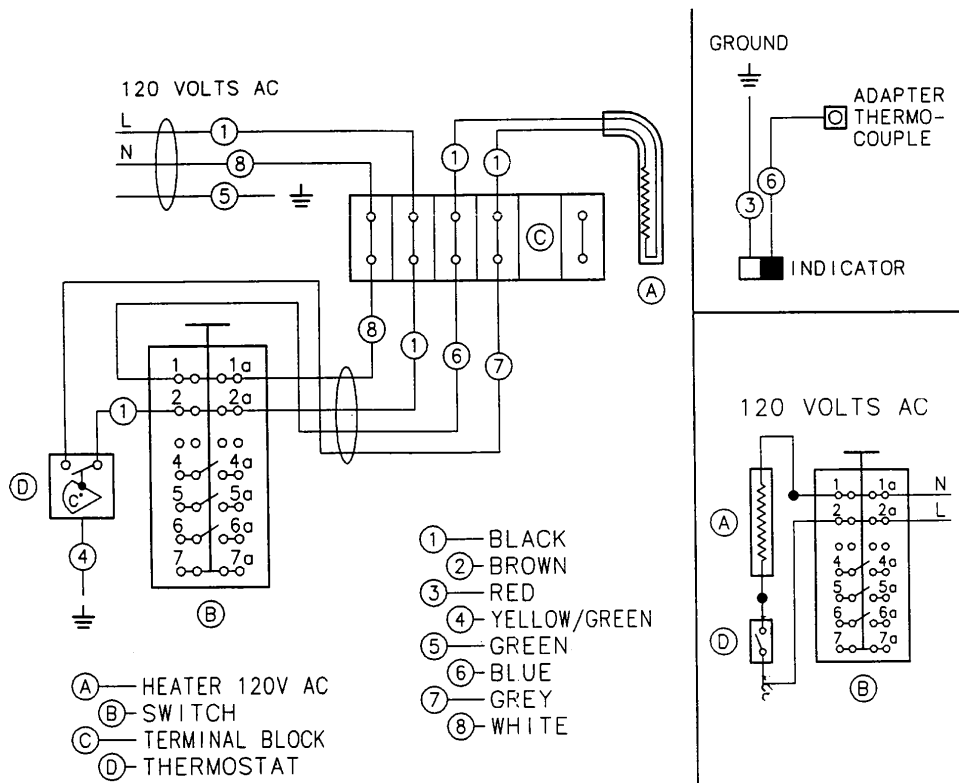 120 VOLTS AC
L
1
N
8
5
1
1
C
A
8
1
6
7
1 1a
2 2a
1
4 4a
5 5a
6 6a
7 7a
D
C°
4
B
A HEATER 120V AC
B SWITCH
C TERMINAL BLOCK
D THERMOSTAT
1 BLACK
2 BROWN
3 RED
4 YELLOW/GREEN
5 GREEN
6 BLUE
7 GREY
8 WHITE
GROUND
ADAPTER
THERMO-
COUPLE
6
3
INDICATOR
120 VOLTS AC
1 1a
N
2 2a
L
A
4 4a
5 5a
6 6a
7 7a
D
B